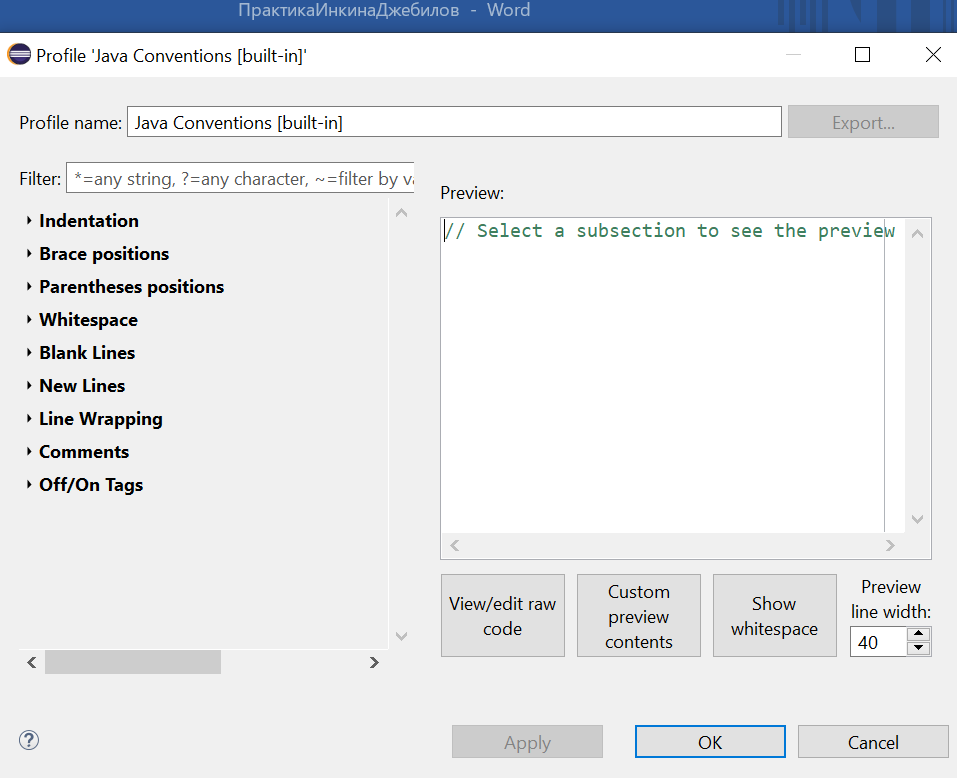 ПрактикаИнкинаДжебилов - Word
Profile 'Java Conventions [built-in]'
Profile name: Java Conventions [built-in] Export...
Filter: *=any string, ?=any character, ~=filter by va
Indentation
Brace positions
Parentheses positions
Whitespace
Blank Lines
New Lines
Line Wrapping
Comments
Off/On Tags
Preview:
// Select a subsection to see the preview
View/edit raw
code
Custom
preview
contents
Show
whitespace
Preview
line width:
40
?
Apply OK Cancel